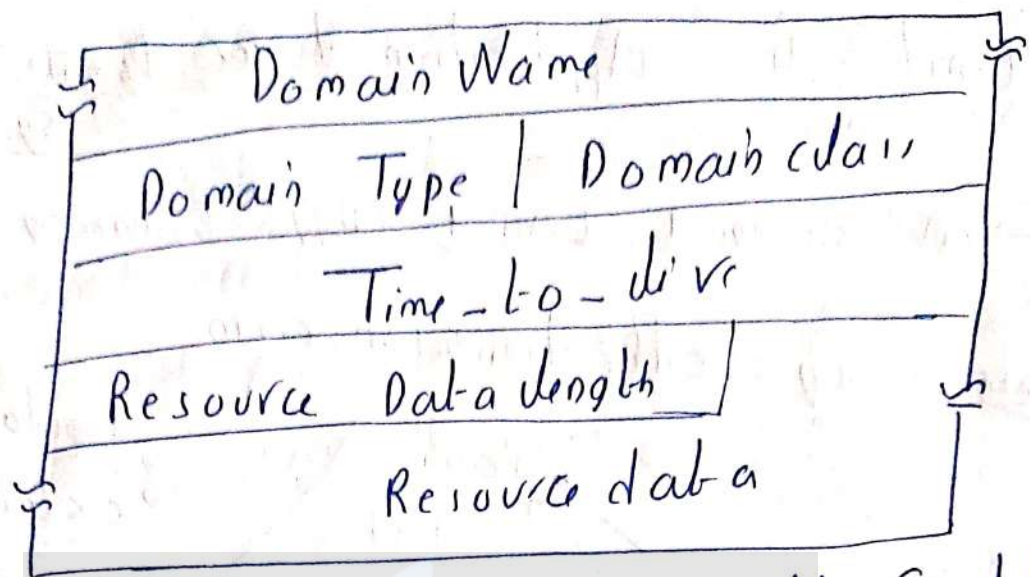 Domain Name
Domain Type | Domain class
Time-to-live
Resource Data length
Resource data